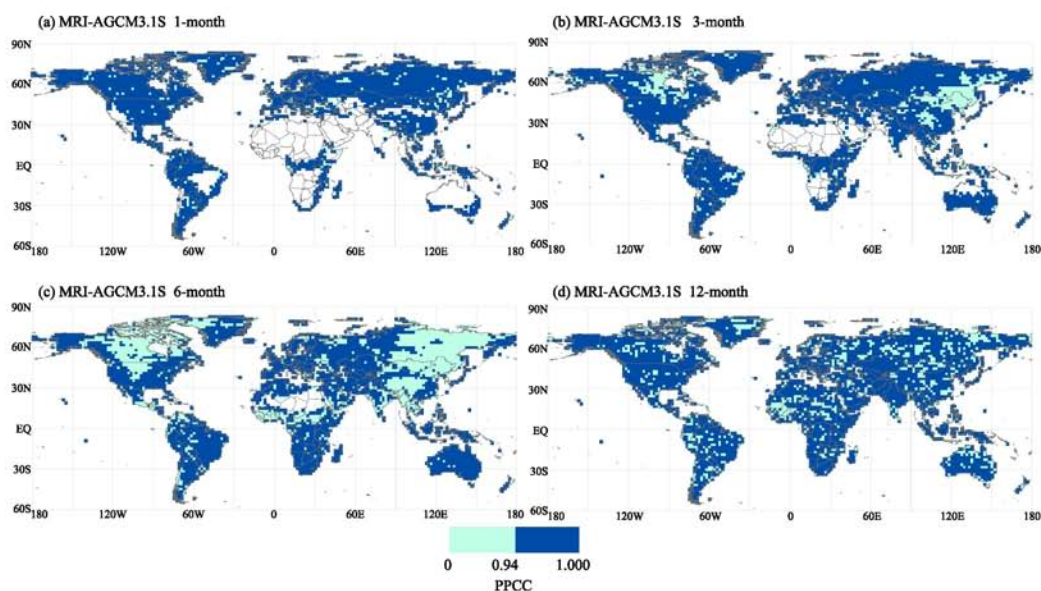 (a) MRI-AGCM3.1S 1-month
90N
60N
30N
EQ
30S
60S
180 120W 60W 0 60E 120E 180
(b) MRI-AGCM3.1S 3-month
90N
60N
30N
EQ
30S
60S
180 120W 60W 0 60E 120E 180
(c) MRI-AGCM3.1S 6-month
90N
60N
30N
EQ
30S
60S
180 120W 60W 0 60E 120E 180
(d) MRI-AGCM3.1S 12-month
90N
60N
30N
EQ
30S
60S
180 120W 60W 0 60E 120E 180
0 0.94 1.000
PPCC